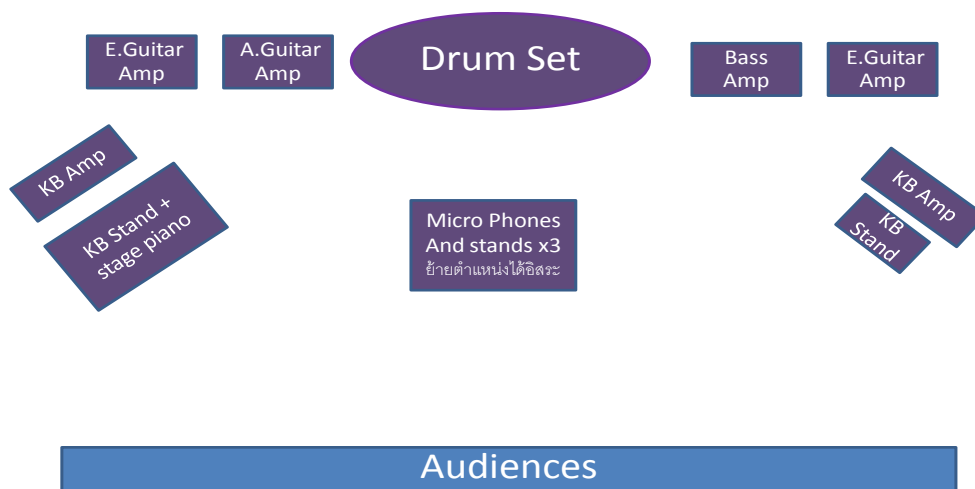 E.Guitar
Amp
A.Guitar
Amp
Drum Set
Bass
Amp
E.Guitar
Amp
KB Amp
KB Stand +
stage piano
Micro Phones
And stands x3
ย้ายตำแหน่งได้อิสระ
KB Amp
KB
Stand
Audiences